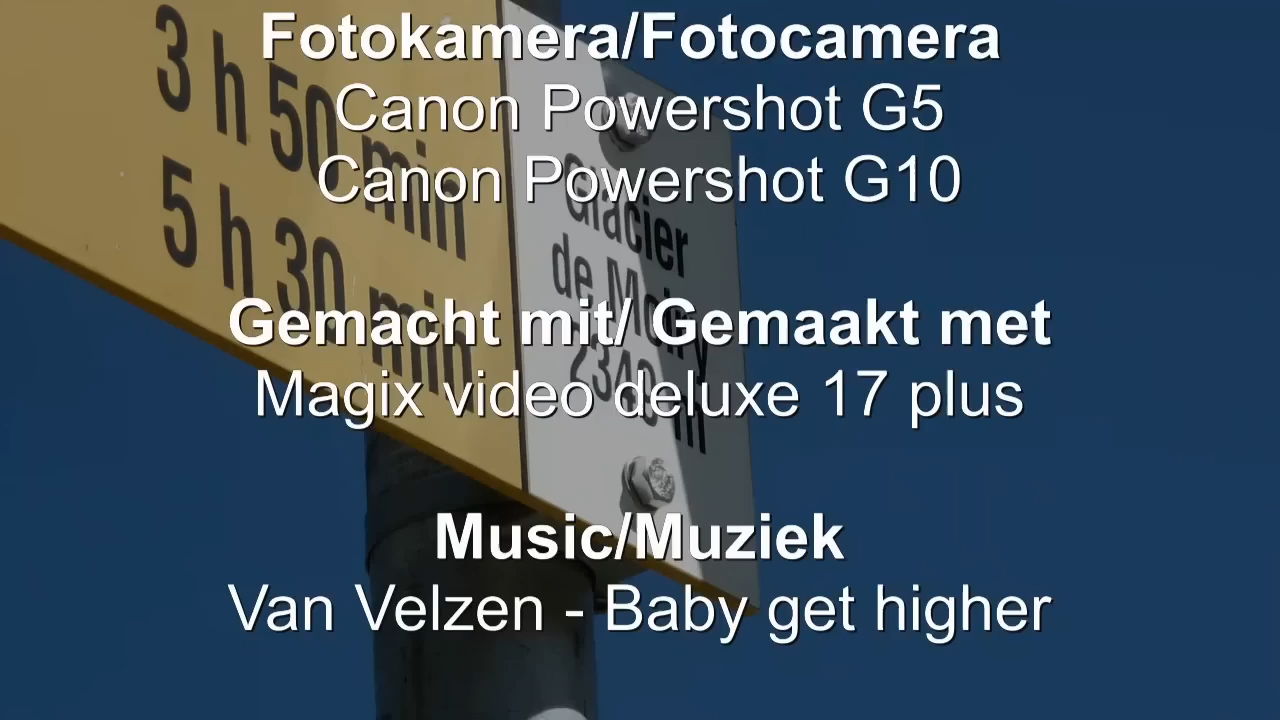 Fotokamera/Fotocamera
Canon Powershot G5
Canon Powershot G10
Gemacht mit/ Gemaakt met
Magix video deluxe 17 plus
Music/Muziek
Van Velzen - Baby get higher
3 h 50 min
5 h 30 min
Glacier
de Moiry
2349 m